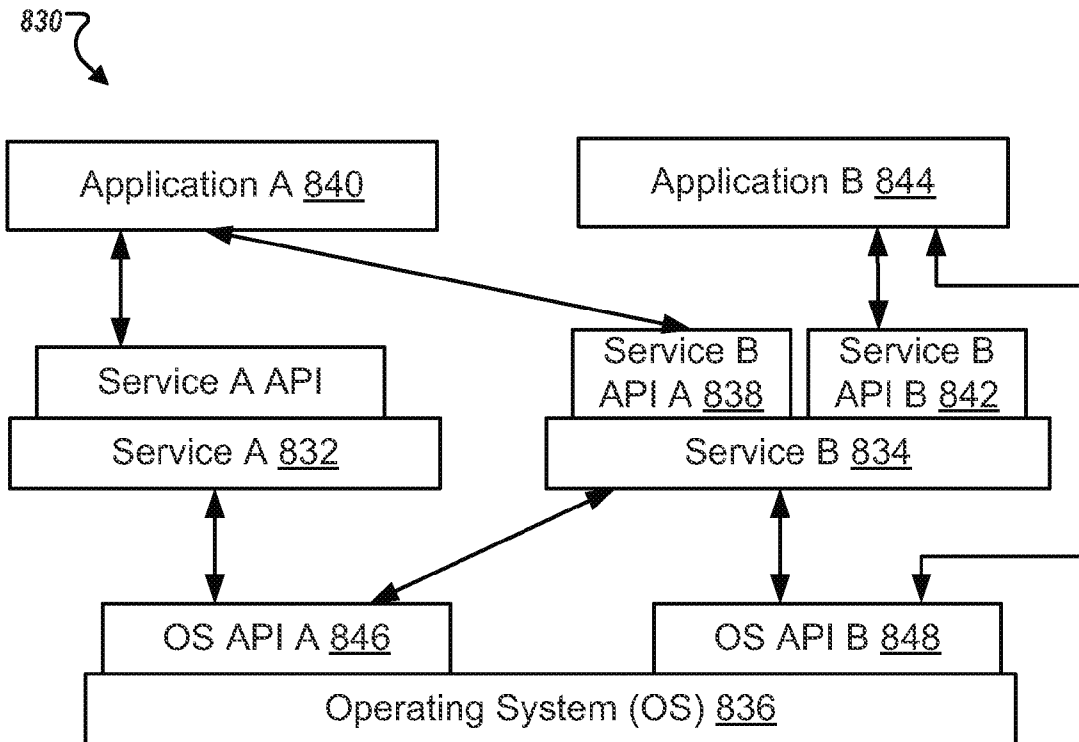 830
Application A 840
Application B 844
Service A API
Service B
API A 838
Service B
API B 842
Service A 832
Service B 834
OS API A 846
OS API B 848
Operating System (OS) 836